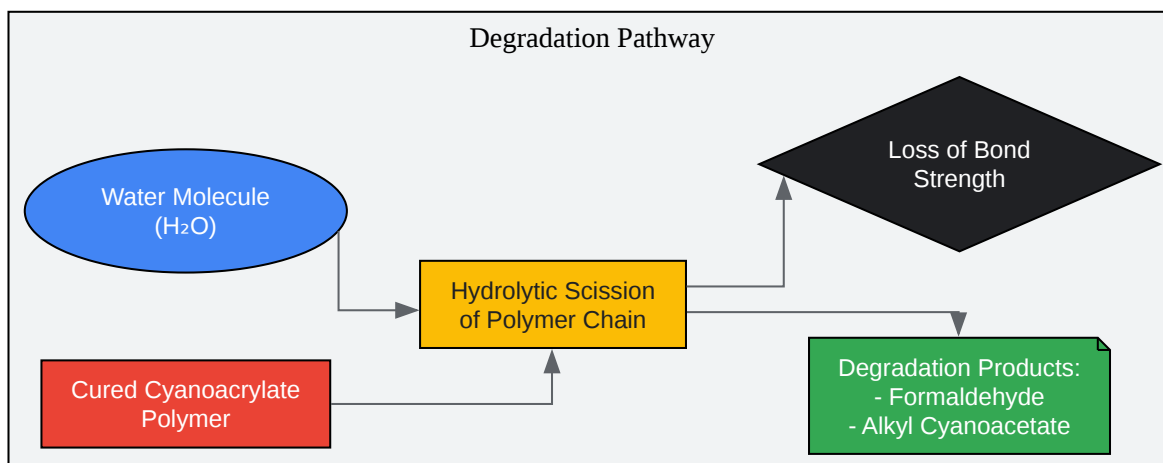 Degradation Pathway
Water Molecule
(H₂O)
Cured Cyanoacrylate
Polymer
Hydrolytic Scission
of Polymer Chain
Loss of Bond
Strength
Degradation Products:
- Formaldehyde
- Alkyl Cyanoacetate